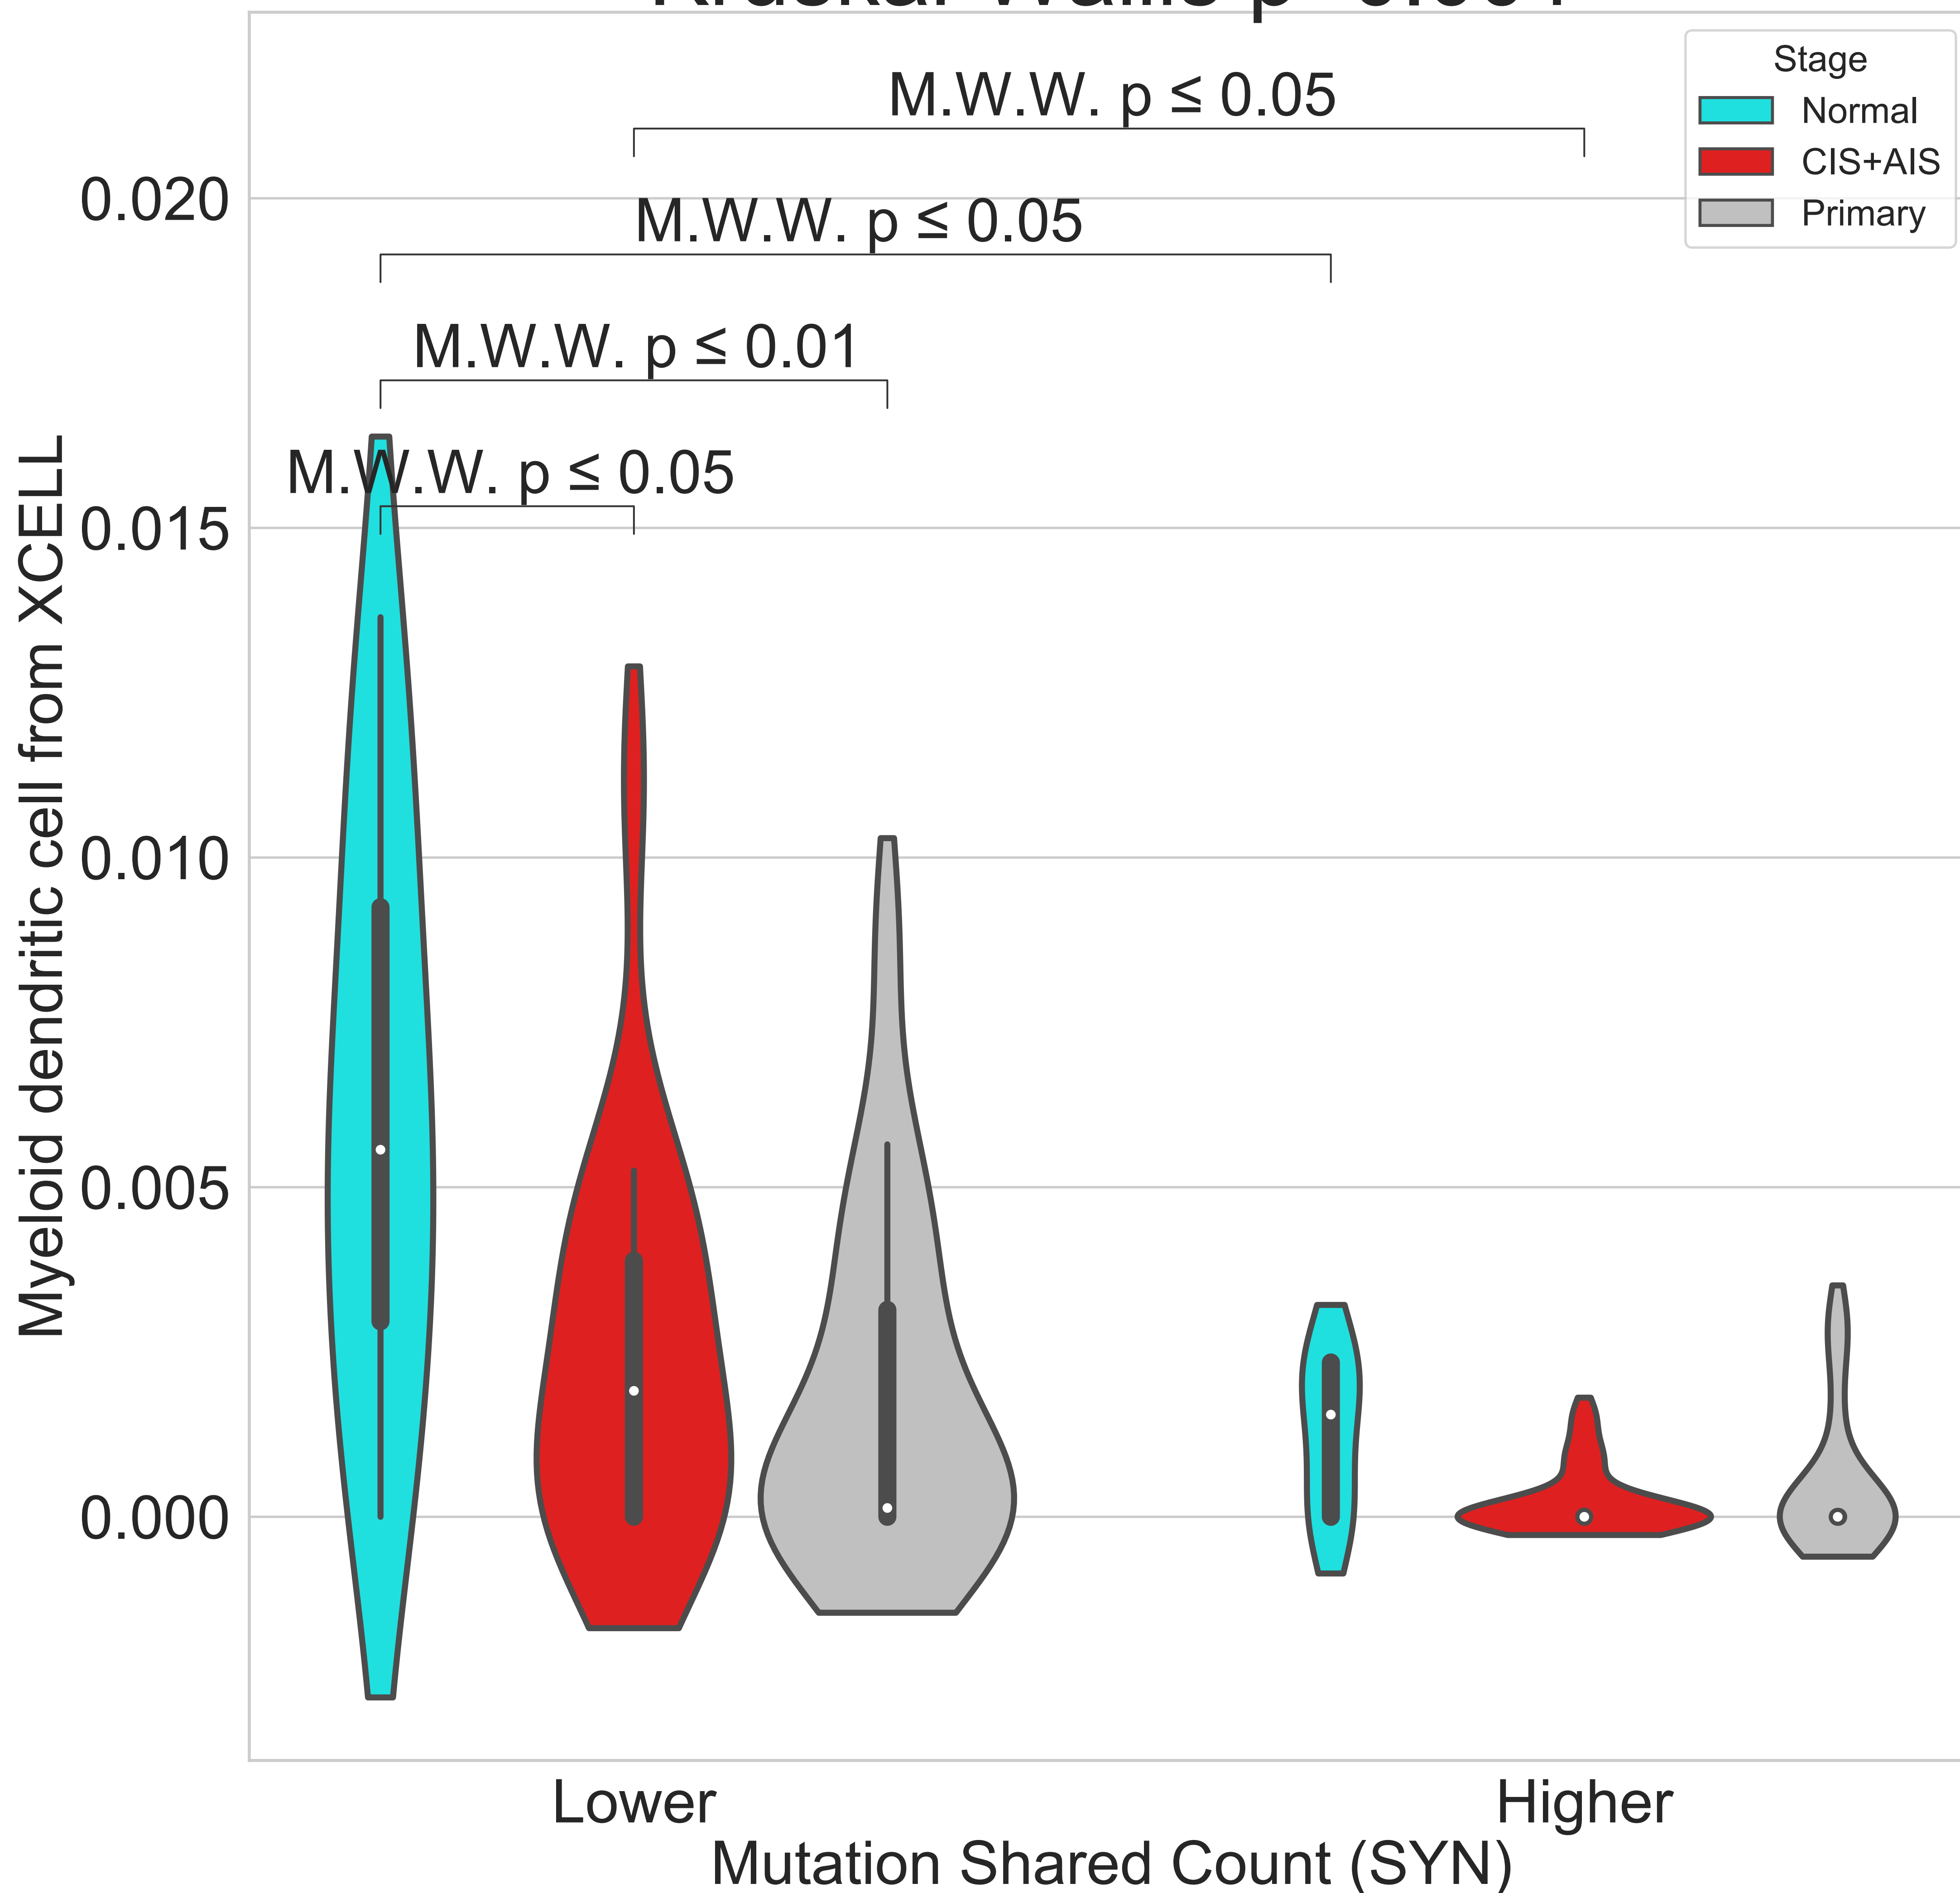 M.W.W. p ≤ 0.05
Stage
Normal
CIS+AIS
Primary
M.W.W. p ≤ 0.05
M.W.W. p ≤ 0.01
M.W.W. p ≤ 0.05
Myeloid dendritic cell from XCELL
0.020
0.015
0.010
0.005
0.000
Lower
Higher
Mutation Shared Count (SYN)